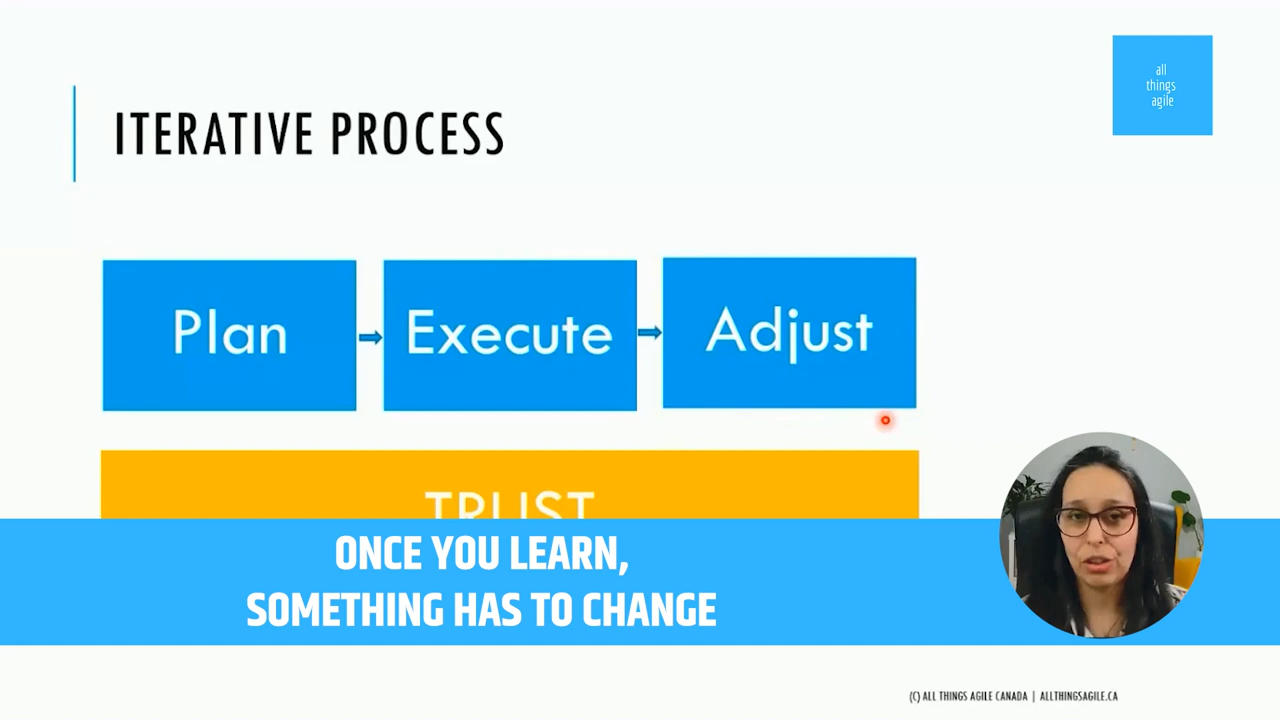 all
things
agile
ITERATIVE PROCESS
Plan
Execute
Adjust
TRUST
ONCE YOU LEARN,
SOMETHING HAS TO CHANGE
(C) ALL THINGS AGILE CANADA | ALLTHINGSAGILE.CA